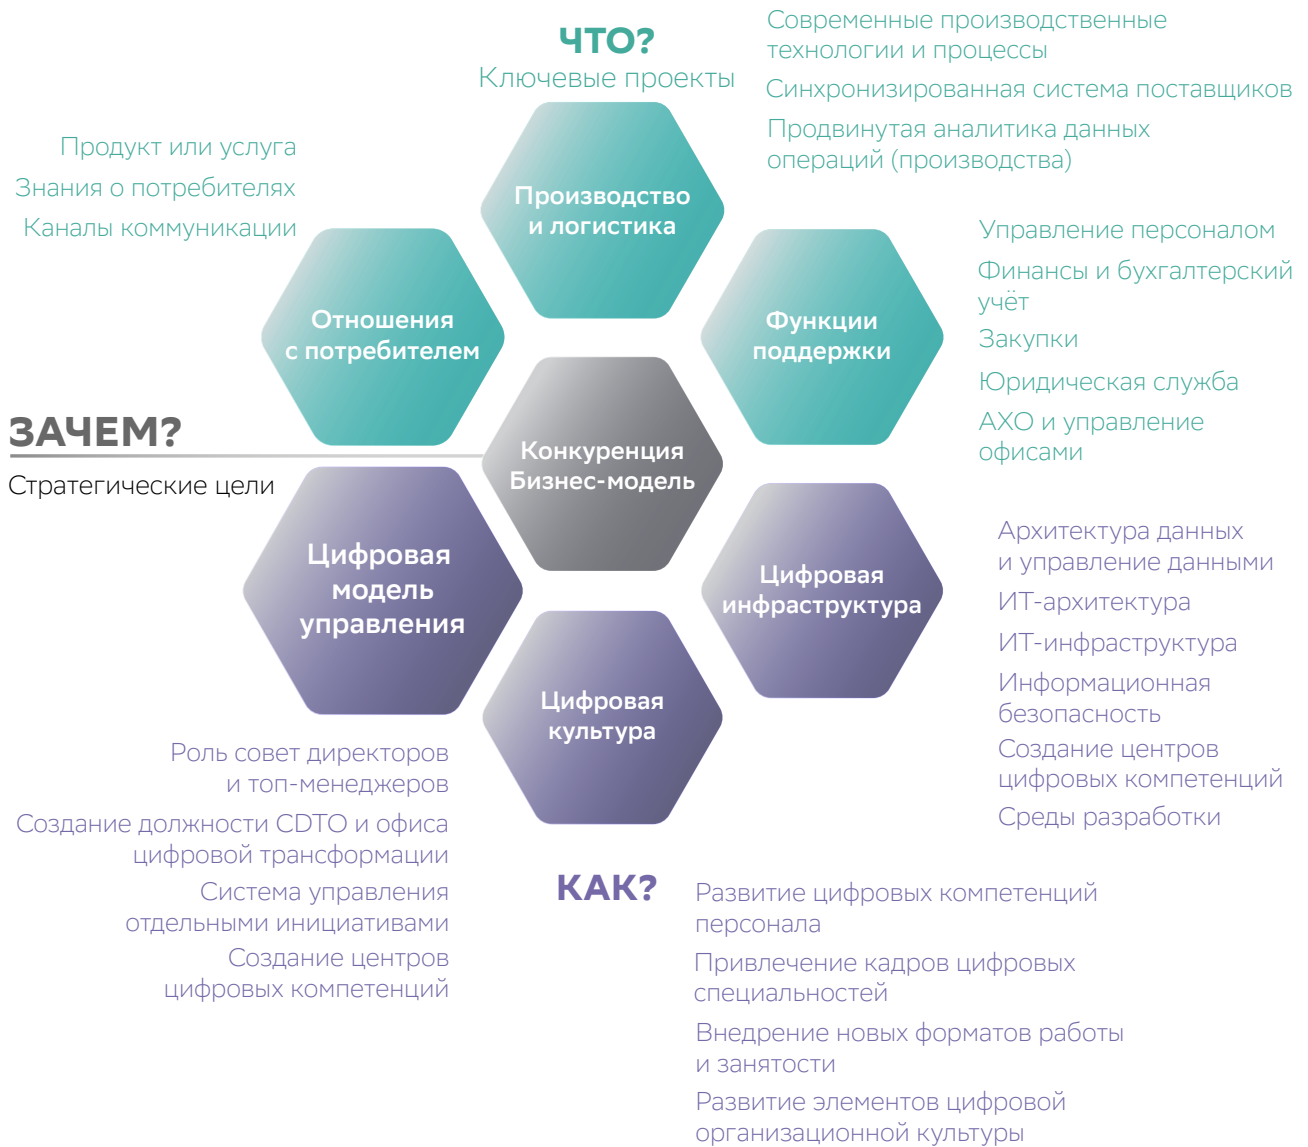 ЧТО?
Ключевые проекты
Современные производственные
технологии и процессы
Синхронизированная система поставщиков
Продвинутая аналитика данных
операций (производства)
Продукт или услуга
Знания о потребителях
Каналы коммуникации
Производство
и логистика
Отношения
с потребителем
Функции
поддержки
Управление персоналом
Финансы и бухгалтерский
учёт
Закупки
Юридическая служба
АХО и управление
офисами
ЗАЧЕМ?
Стратегические цели
Конкуренция
Бизнес-модель
Цифровая
модель
управления
Цифровая
инфраструктура
Цифровая
культура
Архитектура данных
и управление данными
ИТ-архитектура
ИТ-инфраструктура
Информационная
безопасность
Создание центров
цифровых компетенций
Среды разработки
Роль совет директоров
и топ-менеджеров
Создание должности CDTO и офиса
цифровой трансформации
Система управления
отдельными инициативами
Создание центров
цифровых компетенций
КАК?
Развитие цифровых компетенций
персонала
Привлечение кадров цифровых
специальностей
Внедрение новых форматов работы
и занятости
Развитие элементов цифровой
организационной культуры